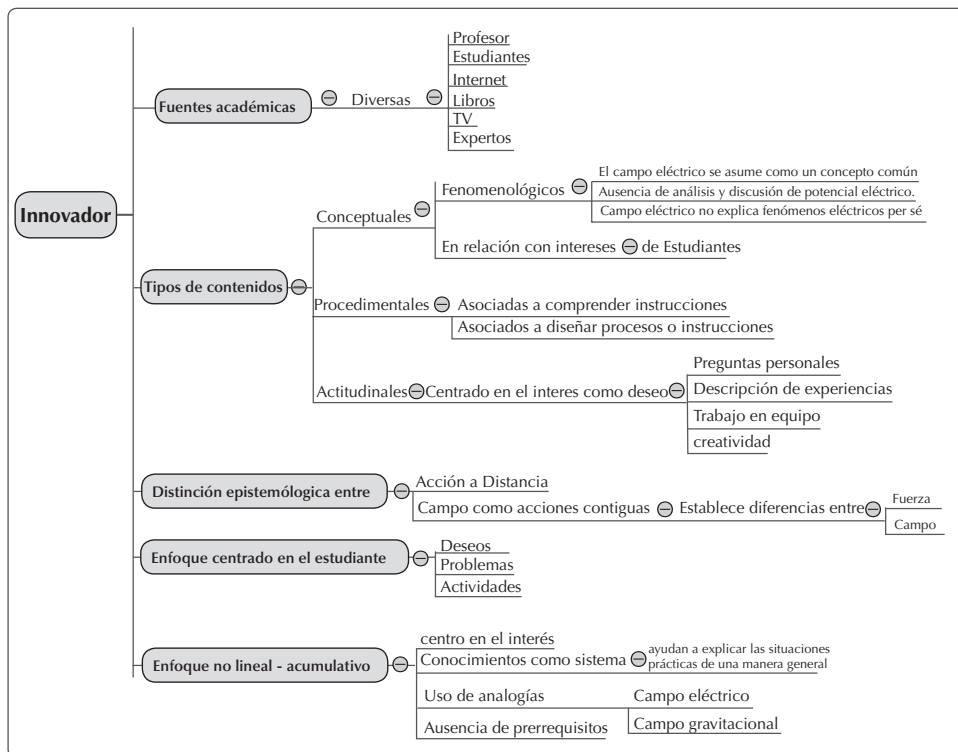 Innovador
Fuentes académicas
Diversas
Profesor
Estudiantes
Internet
Libros
TV
Expertos
Tipos de contenidos
Conceptuales
Fenomenológicos
El campo eléctrico se asume como un concepto común
Ausencia de análisis y discusión de potencial eléctrico.
Campo eléctrico no explica fenómenos eléctricos per sé
En relación con intereses
de Estudiantes
Procedimentales
Asociadas a comprender instrucciones
Asociados a diseñar procesos o instrucciones
Actitudinales
Centrado en el interes como deseo
Preguntas personales
Descripción de experiencias
Trabajo en equipo
creatividad
Distinción epistemólogica entre
Acción a Distancia
Campo como acciones contiguas
Establece diferencias entre
Fuerza
Campo
Enfoque centrado en el estudiante
Deseos
Problemas
Actividades
Enfoque no lineal - acumulativo
centro en el interés
Conocimientos como sistema
ayudan a explicar las situaciones
prácticas de una manera general
Uso de analogías
Campo eléctrico
Campo gravitacional
Ausencia de prerrequisitos